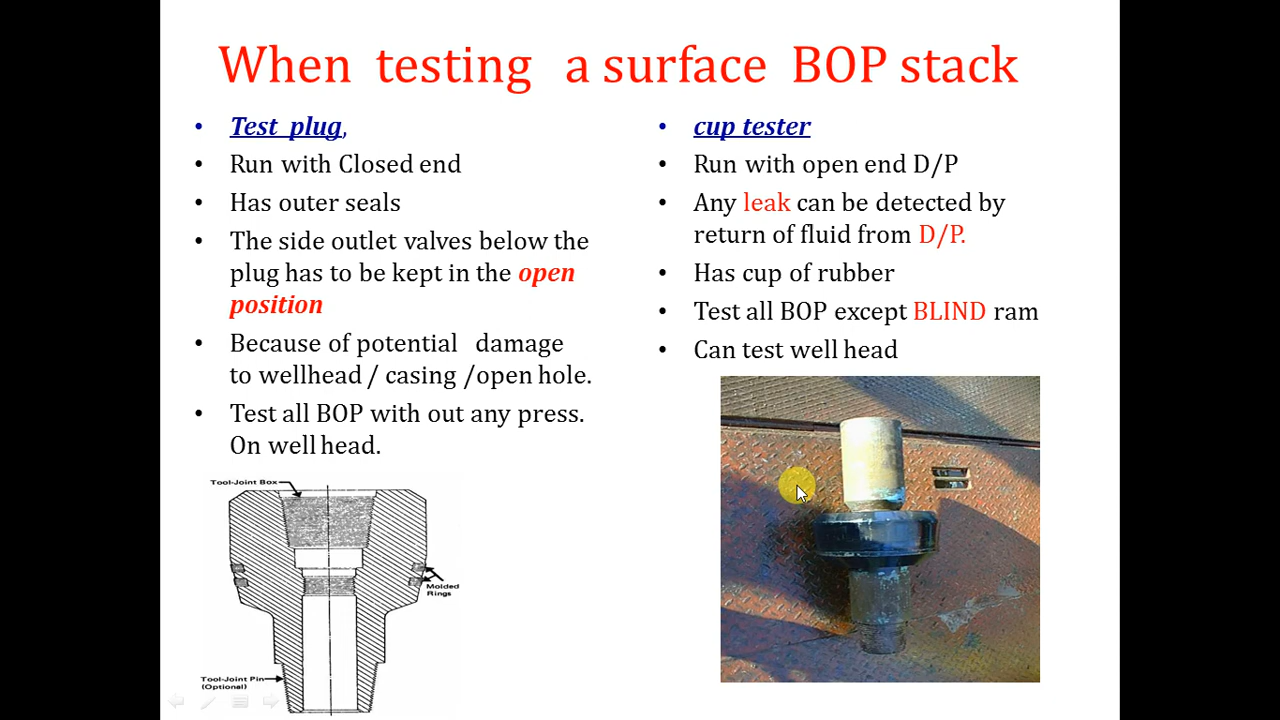 When testing a surface BOP stack
• Test plug,
• Run with Closed end
• Has outer seals
• The side outlet valves below the
plug has to be kept in the open
position
• Because of potential damage
to wellhead / casing /open hole.
• Test all BOP with out any press.
On well head.
Tool-Joint Box
Molded
Rings
Tool-Joint Pin
(Optional)
• cup tester
• Run with open end D/P
• Any leak can be detected by
return of fluid from D/P.
• Has cup of rubber
• Test all BOP except BLIND ram
• Can test well head